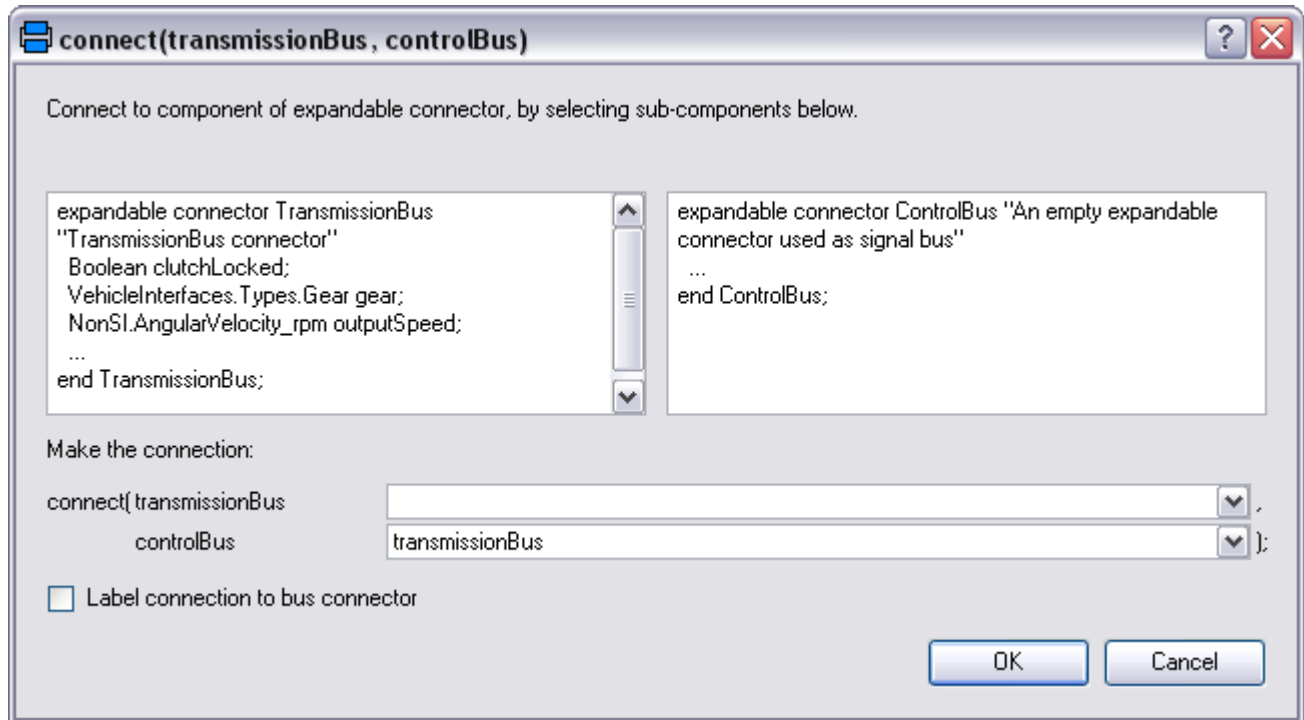 connect(transmissionBus, controlBus)
Connect to component of expandable connector, by selecting sub-components below.
expandable connector TransmissionBus
"TransmissionBus connector"
Boolean clutchLocked;
VehicleInterfaces.Types.Gear gear;
NonSI.AngularVelocity_rpm outputSpeed;
...
end TransmissionBus;
expandable connector ControlBus "An empty expandable
connector used as signal bus"
...
end ControlBus;
Make the connection:
connect( transmissionBus ,
controlBus transmissionBus );
Label connection to bus connector
OK Cancel